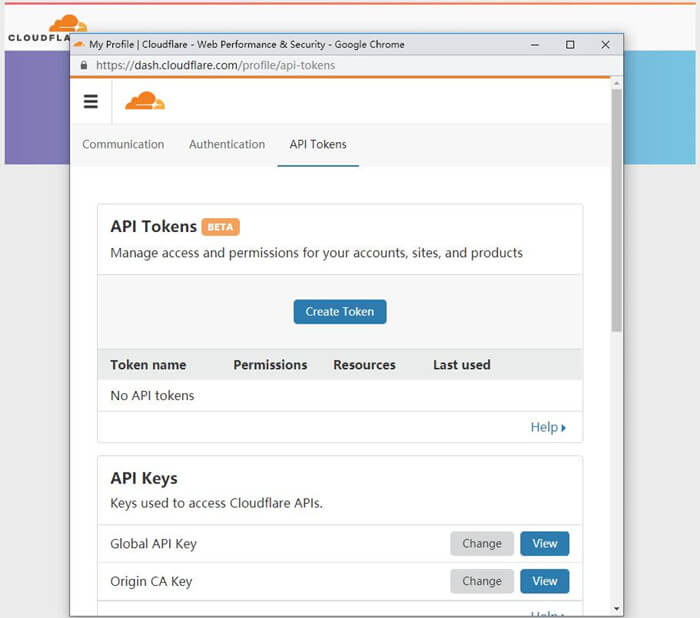 CLOUDFLA
My Profile | Cloudflare - Web Performance & Security - Google Chrome
https://dash.cloudflare.com/profile/api-tokens
Communication Authentication API Tokens
API Tokens BETA
Manage access and permissions for your accounts, sites, and products
Create Token
Token name Permissions Resources Last used
No API tokens
Help
API Keys
Keys used to access Cloudflare APIs.
Global API Key Change View
Origin CA Key Change View
Help